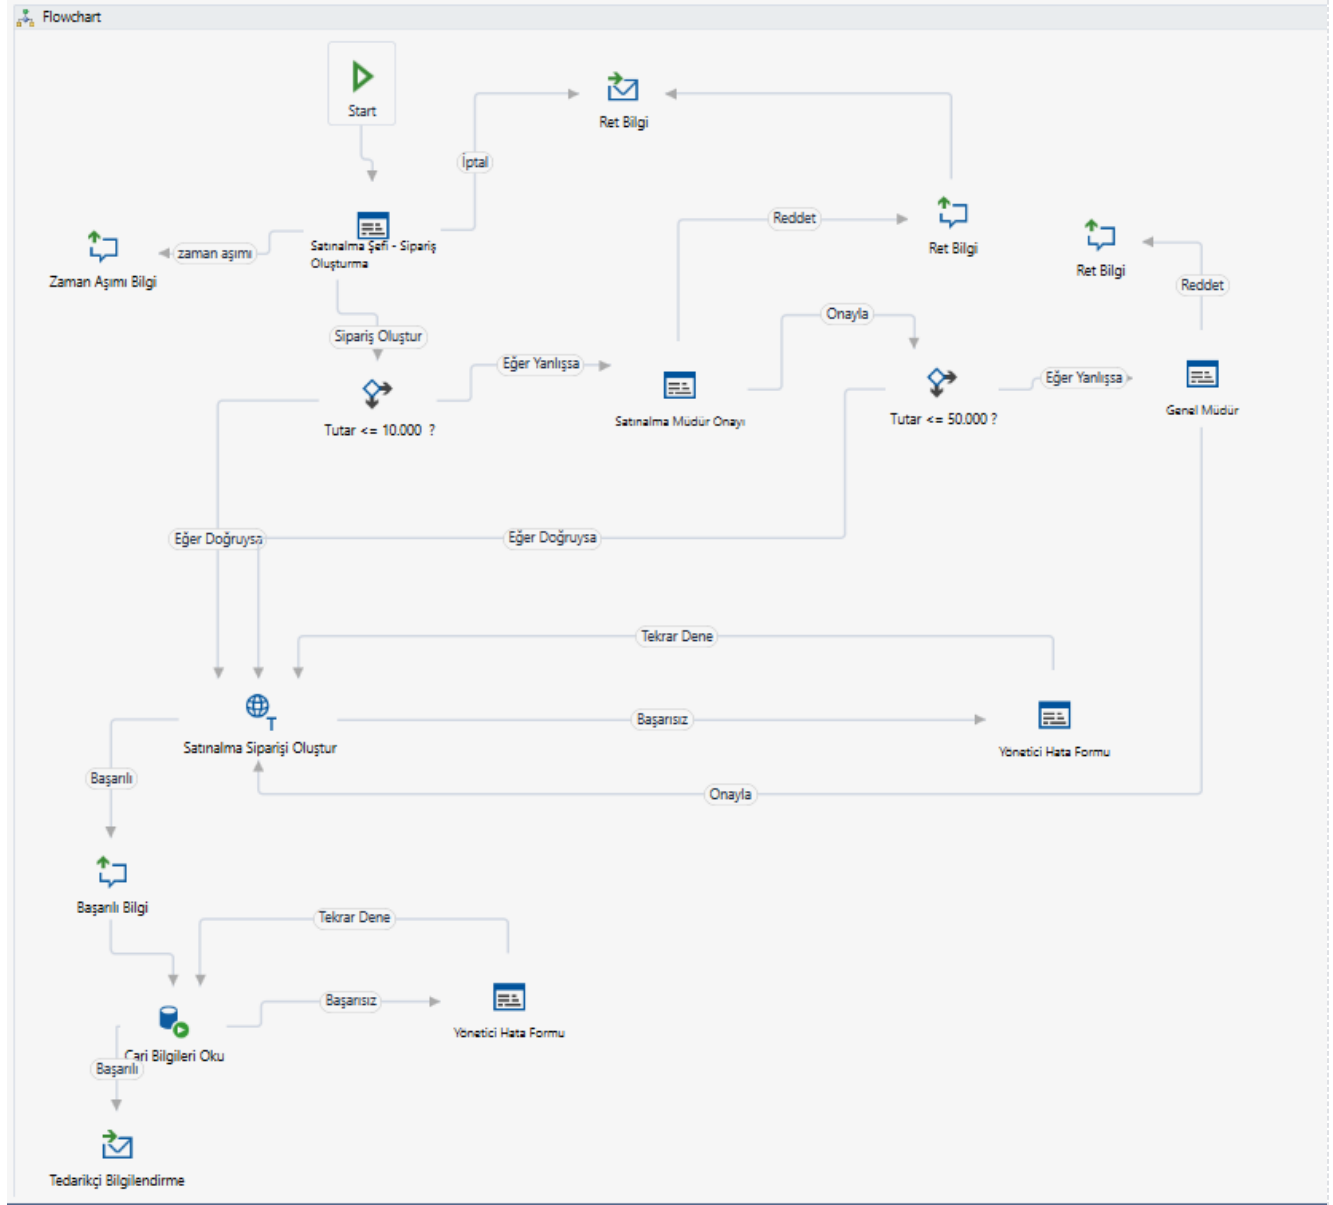 Flowchart
Start
Ret Bilgi
İptal
Satınalma Şefi - Sipariş
Oluşturma
zaman aşımı
Zaman Aşımı Bilgi
Reddet
Ret Bilgi
Ret Bilgi
Reddet
Sipariş Oluştur
Onayla
Eğer Yanlışsa
Eğer Yanlışsa
Tutar <= 10.000 ?
Satınalma Müdür Onayı
Tutar <= 50.000 ?
Genel Müdür
Eğer Doğruysa
Eğer Doğruysa
Tekrar Dene
Satınalma Siparişi Oluştur
Başarısız
Yönetici Hata Formu
Başarılı
Onayla
Başarılı Bilgi
Tekrar Dene
Başarısız
Yönetici Hata Formu
Cari Bilgileri Oku
Başarılı
Tedarikçi Bilgilendirme